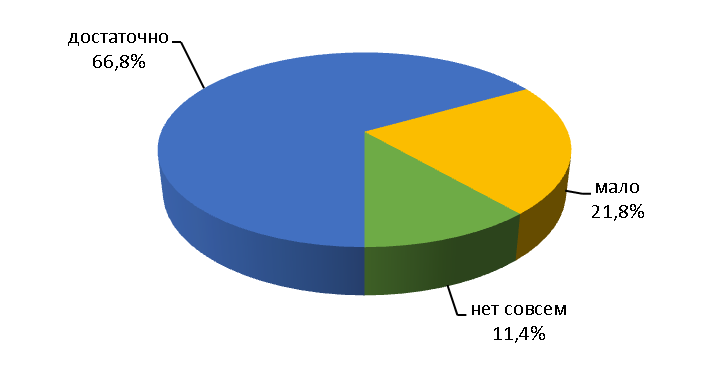 достаточно
66,8%
мало
21,8%
нет совсем
11,4%